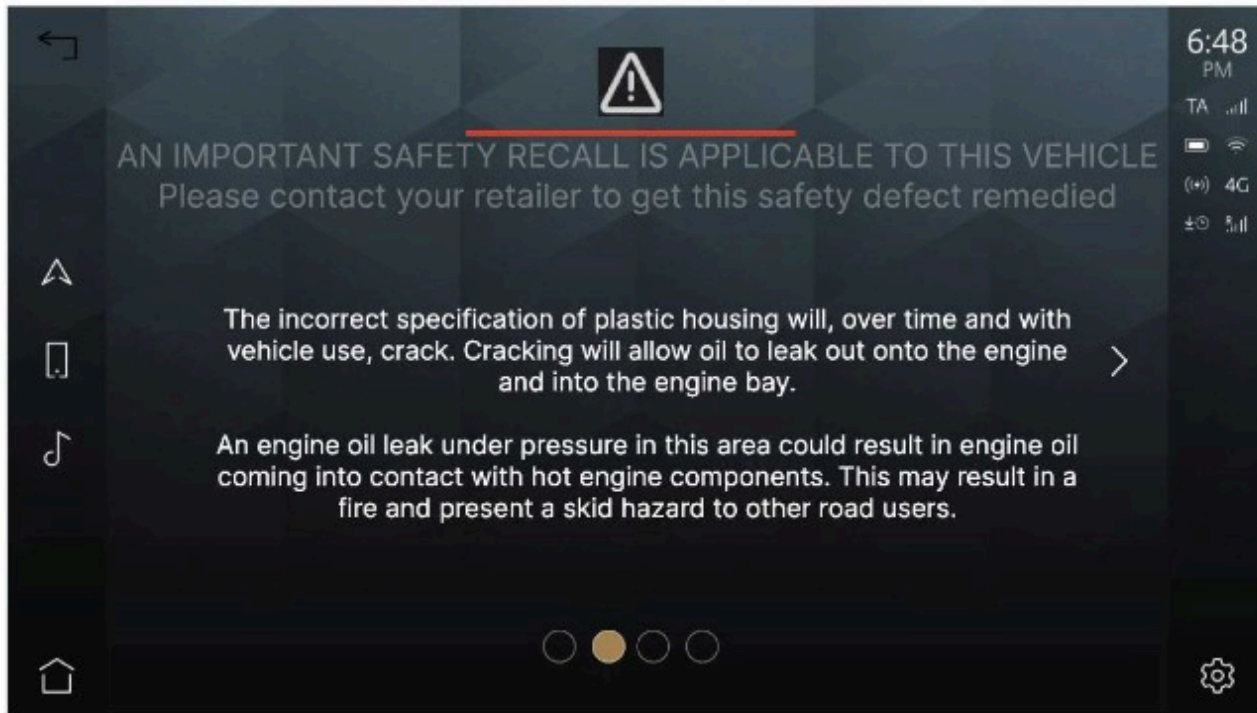 6:48
PM
TA
4G
AN IMPORTANT SAFETY RECALL IS APPLICABLE TO THIS VEHICLE
Please contact your retailer to get this safety defect remedied
The incorrect specification of plastic housing will, over time and with
vehicle use, crack. Cracking will allow oil to leak out onto the engine
and into the engine bay.
An engine oil leak under pressure in this area could result in engine oil
coming into contact with hot engine components. This may result in a
fire and present a skid hazard to other road users.